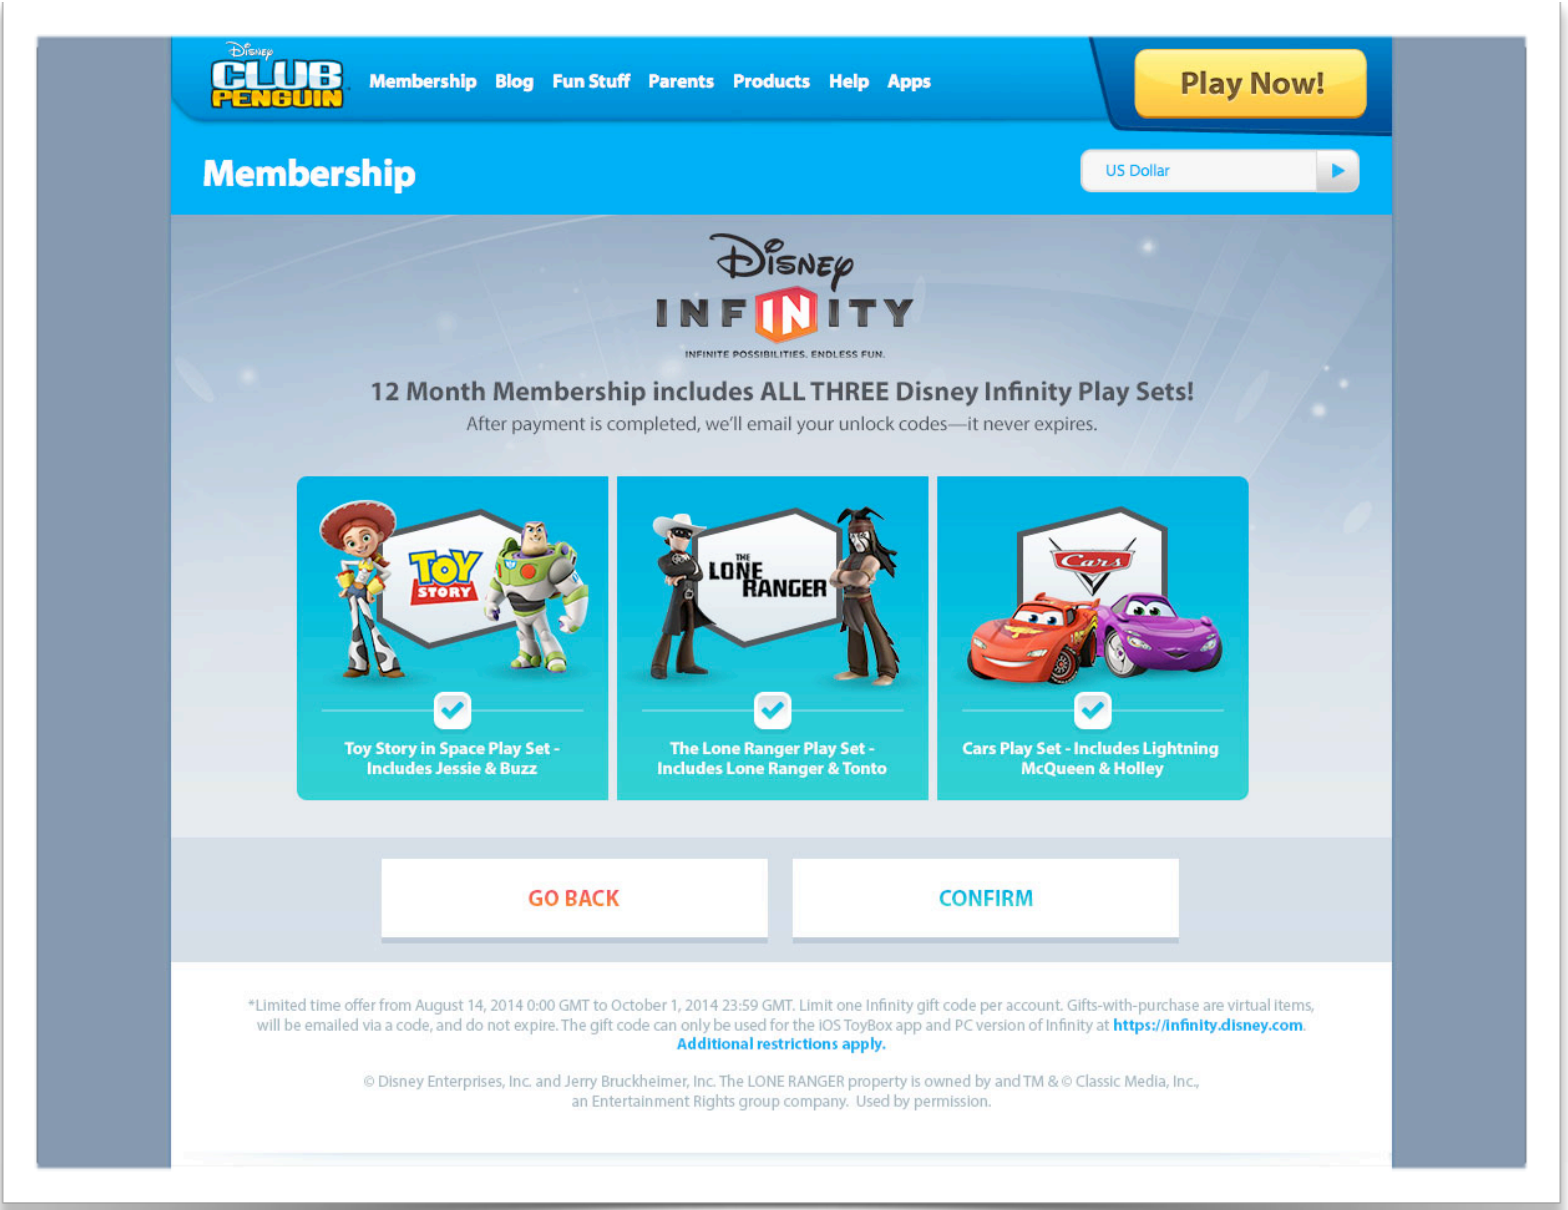 Disney
CLUB
PENGUIN
Membership Blog Fun Stuff Parents Products Help Apps
Play Now!
Membership
US Dollar
Disney
INFINITY
INFINITE POSSIBILITIES. ENDLESS FUN.
12 Month Membership includes ALL THREE Disney Infinity Play Sets!
After payment is completed, we'll email your unlock codes—it never expires.
TOY
STORY
THE
LONE
RANGER
Cars
Toy Story in Space Play Set -
Includes Jessie & Buzz
The Lone Ranger Play Set -
Includes Lone Ranger & Tonto
Cars Play Set - Includes Lightning
McQueen & Holley
GO BACK
CONFIRM
*Limited time offer from August 14, 2014 0:00 GMT to October 1, 2014 23:59 GMT. Limit one Infinity gift code per account. Gifts-with-purchase are virtual items,
will be emailed via a code, and do not expire. The gift code can only be used for the iOS ToyBox app and PC version of Infinity at https://infinity.disney.com.
Additional restrictions apply.
© Disney Enterprises, Inc. and Jerry Bruckheimer, Inc. The LONE RANGER property is owned by and TM & © Classic Media, Inc.,
an Entertainment Rights group company. Used by permission.